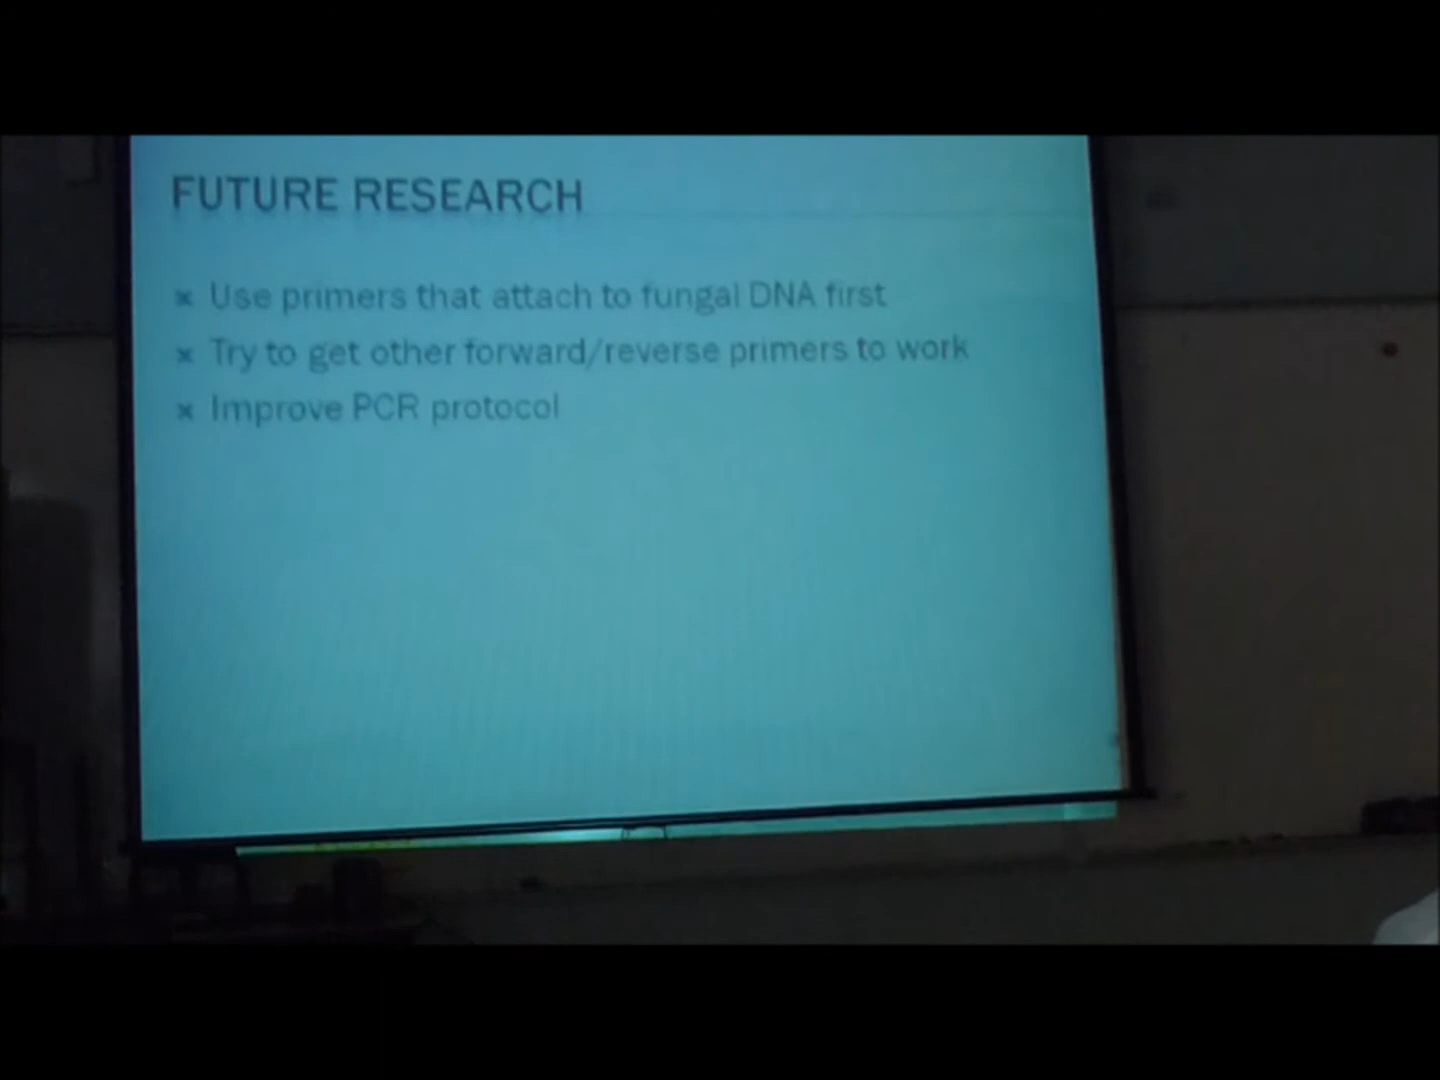 FUTURE RESEARCH
Use primers that attach to fungal DNA first
Try to get other forward/reverse primers to work
Improve PCR protocol